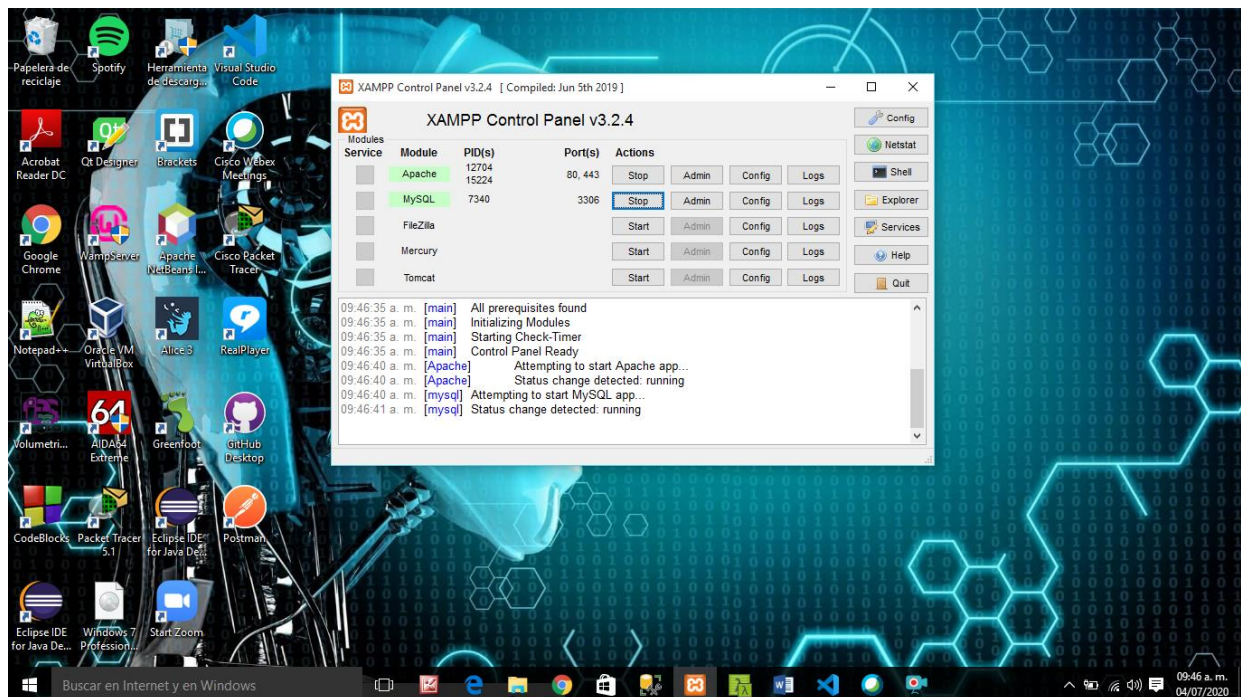 Papelera de reciclaje
Spotify
Herramienta de descarg...
Visual Studio Code
Acrobat Reader DC
Qt Designer
Brackets
Cisco Webex Meetings
Google Chrome
WampServer
Apache NetBeans I...
Cisco Packet Tracer
Notepad++
Oracle VM VirtualBox
Alice 3
RealPlayer
Volumetri...
AIDA64 Extreme
Greenfoot
GitHub Desktop
CodeBlocks
Packet Tracer 5.1
Eclipse IDE for Java De...
Postman
Eclipse IDE for Java De...
Windows 7 Profession...
Start Zoom
XAMPP Control Panel v3.2.4 [ Compiled: Jun 5th 2019 ]
XAMPP Control Panel v3.2.4
Modules
Service Module PID(s) Port(s) Actions
Apache 12704 15224 80, 443 Stop Admin Config Logs
MySQL 7340 3306 Stop Admin Config Logs
FileZilla Start Admin Config Logs
Mercury Start Admin Config Logs
Tomcat Start Admin Config Logs
Config
Netstat
Shell
Explorer
Services
Help
Quit
09:46:35 a. m. [main] All prerequisites found
09:46:35 a. m. [main] Initializing Modules
09:46:35 a. m. [main] Starting Check-Timer
09:46:35 a. m. [main] Control Panel Ready
09:46:40 a. m. [Apache] Attempting to start Apache app...
09:46:40 a. m. [Apache] Status change detected: running
09:46:40 a. m. [mysql] Attempting to start MySQL app...
09:46:41 a. m. [mysql] Status change detected: running
Buscar en Internet y en Windows
09:46 a. m.
04/07/2020